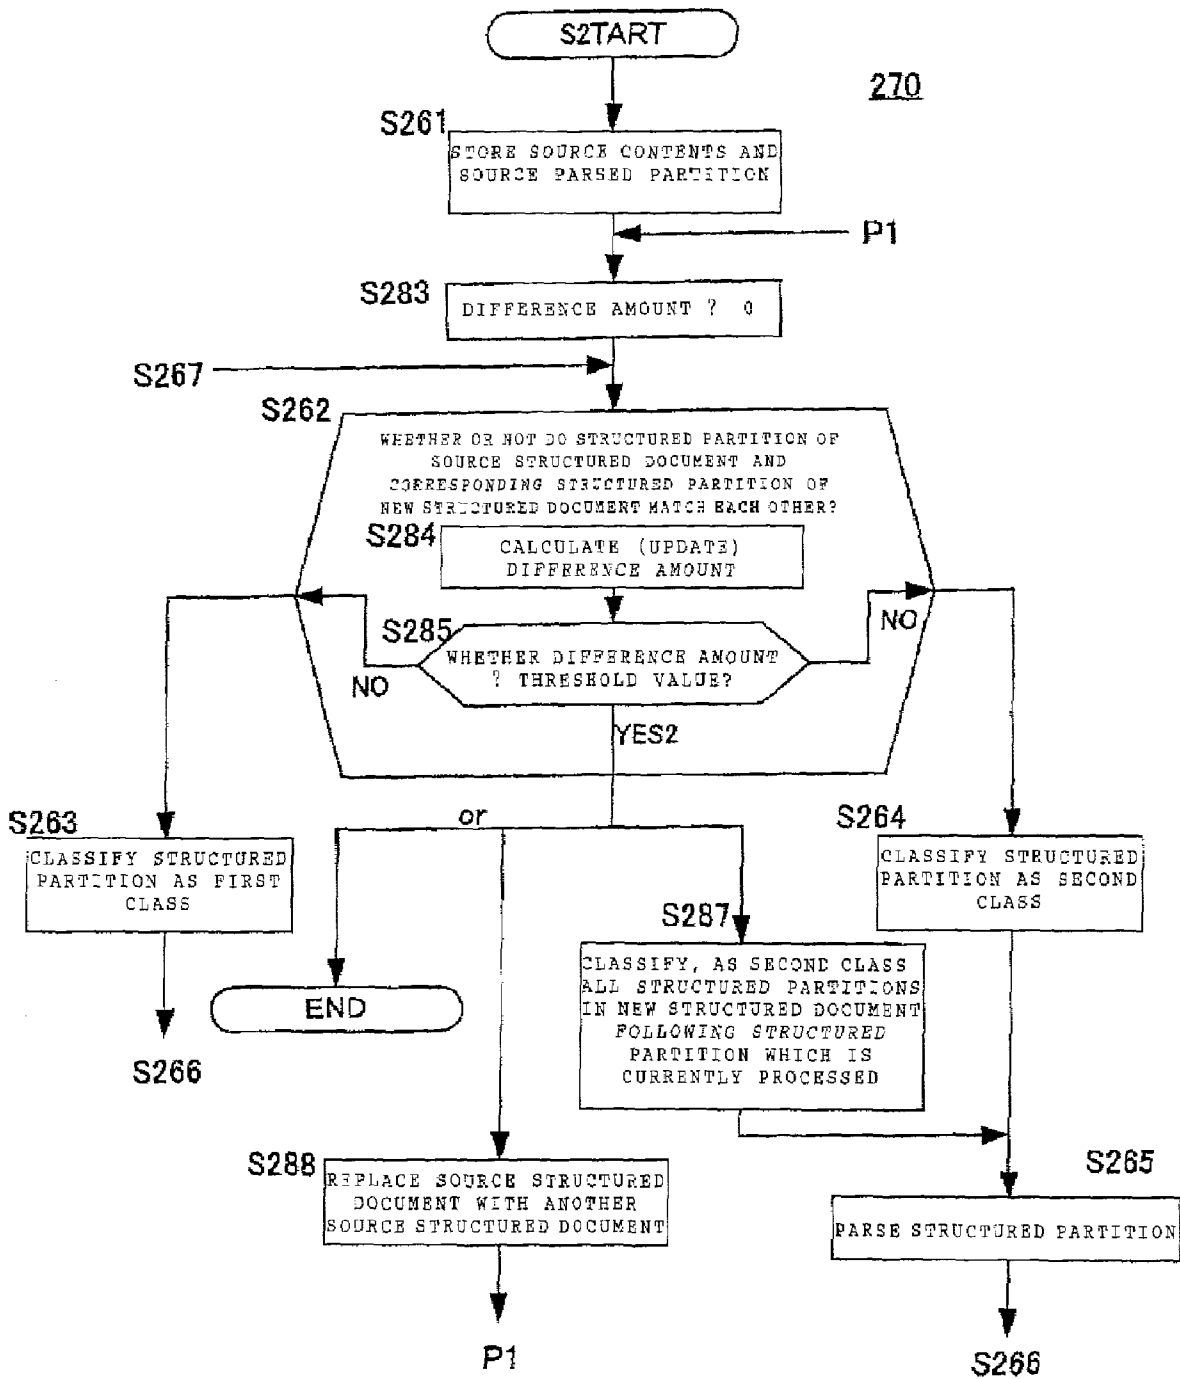 S2TART
270
S261
STORE SOURCE CONTENTS AND
SOURCE PARSED PARTITION
P1
S283
DIFFERENCE AMOUNT ? 0
S267
S262
WHETHER OR NOT DO STRUCTURED PARTITION OF
SOURCE STRUCTURED DOCUMENT AND
CORRESPONDING STRUCTURED PARTITION OF
NEW STRUCTURED DOCUMENT MATCH EACH OTHER?
S284
CALCULATE (UPDATE)
DIFFERENCE AMOUNT
S285
WHETHER DIFFERENCE AMOUNT
? THRESHOLD VALUE?
NO
NO
YES2
S263
CLASSIFY STRUCTURED
PARTITION AS FIRST
CLASS
or
S264
CLASSIFY STRUCTURED
PARTITION AS SECOND
CLASS
S287
CLASSIFY, AS SECOND CLASS
ALL STRUCTURED PARTITIONS
IN NEW STRUCTURED DOCUMENT
FOLLOWING STRUCTURED
PARTITION WHICH IS
CURRENTLY PROCESSED
END
S266
S288
REPLACE SOURCE STRUCTURED
DOCUMENT WITH ANOTHER
SOURCE STRUCTURED DOCUMENT
S265
PARSE STRUCTURED PARTITION
P1
S266